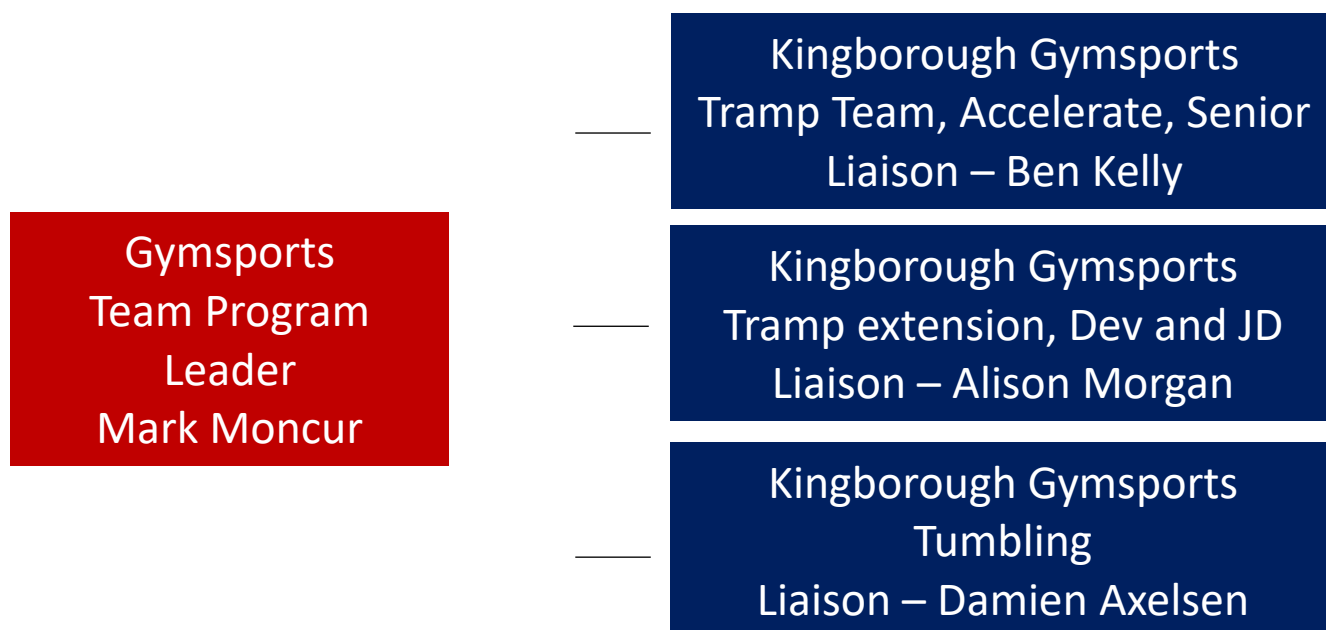 Gymsports
Team Program
Leader
Mark Moncur
Kingborough Gymsports
Tramp Team, Accelerate, Senior
Liaison – Ben Kelly
Kingborough Gymsports
Tramp extension, Dev and JD
Liaison – Alison Morgan
Kingborough Gymsports
Tumbling
Liaison – Damien Axelsen